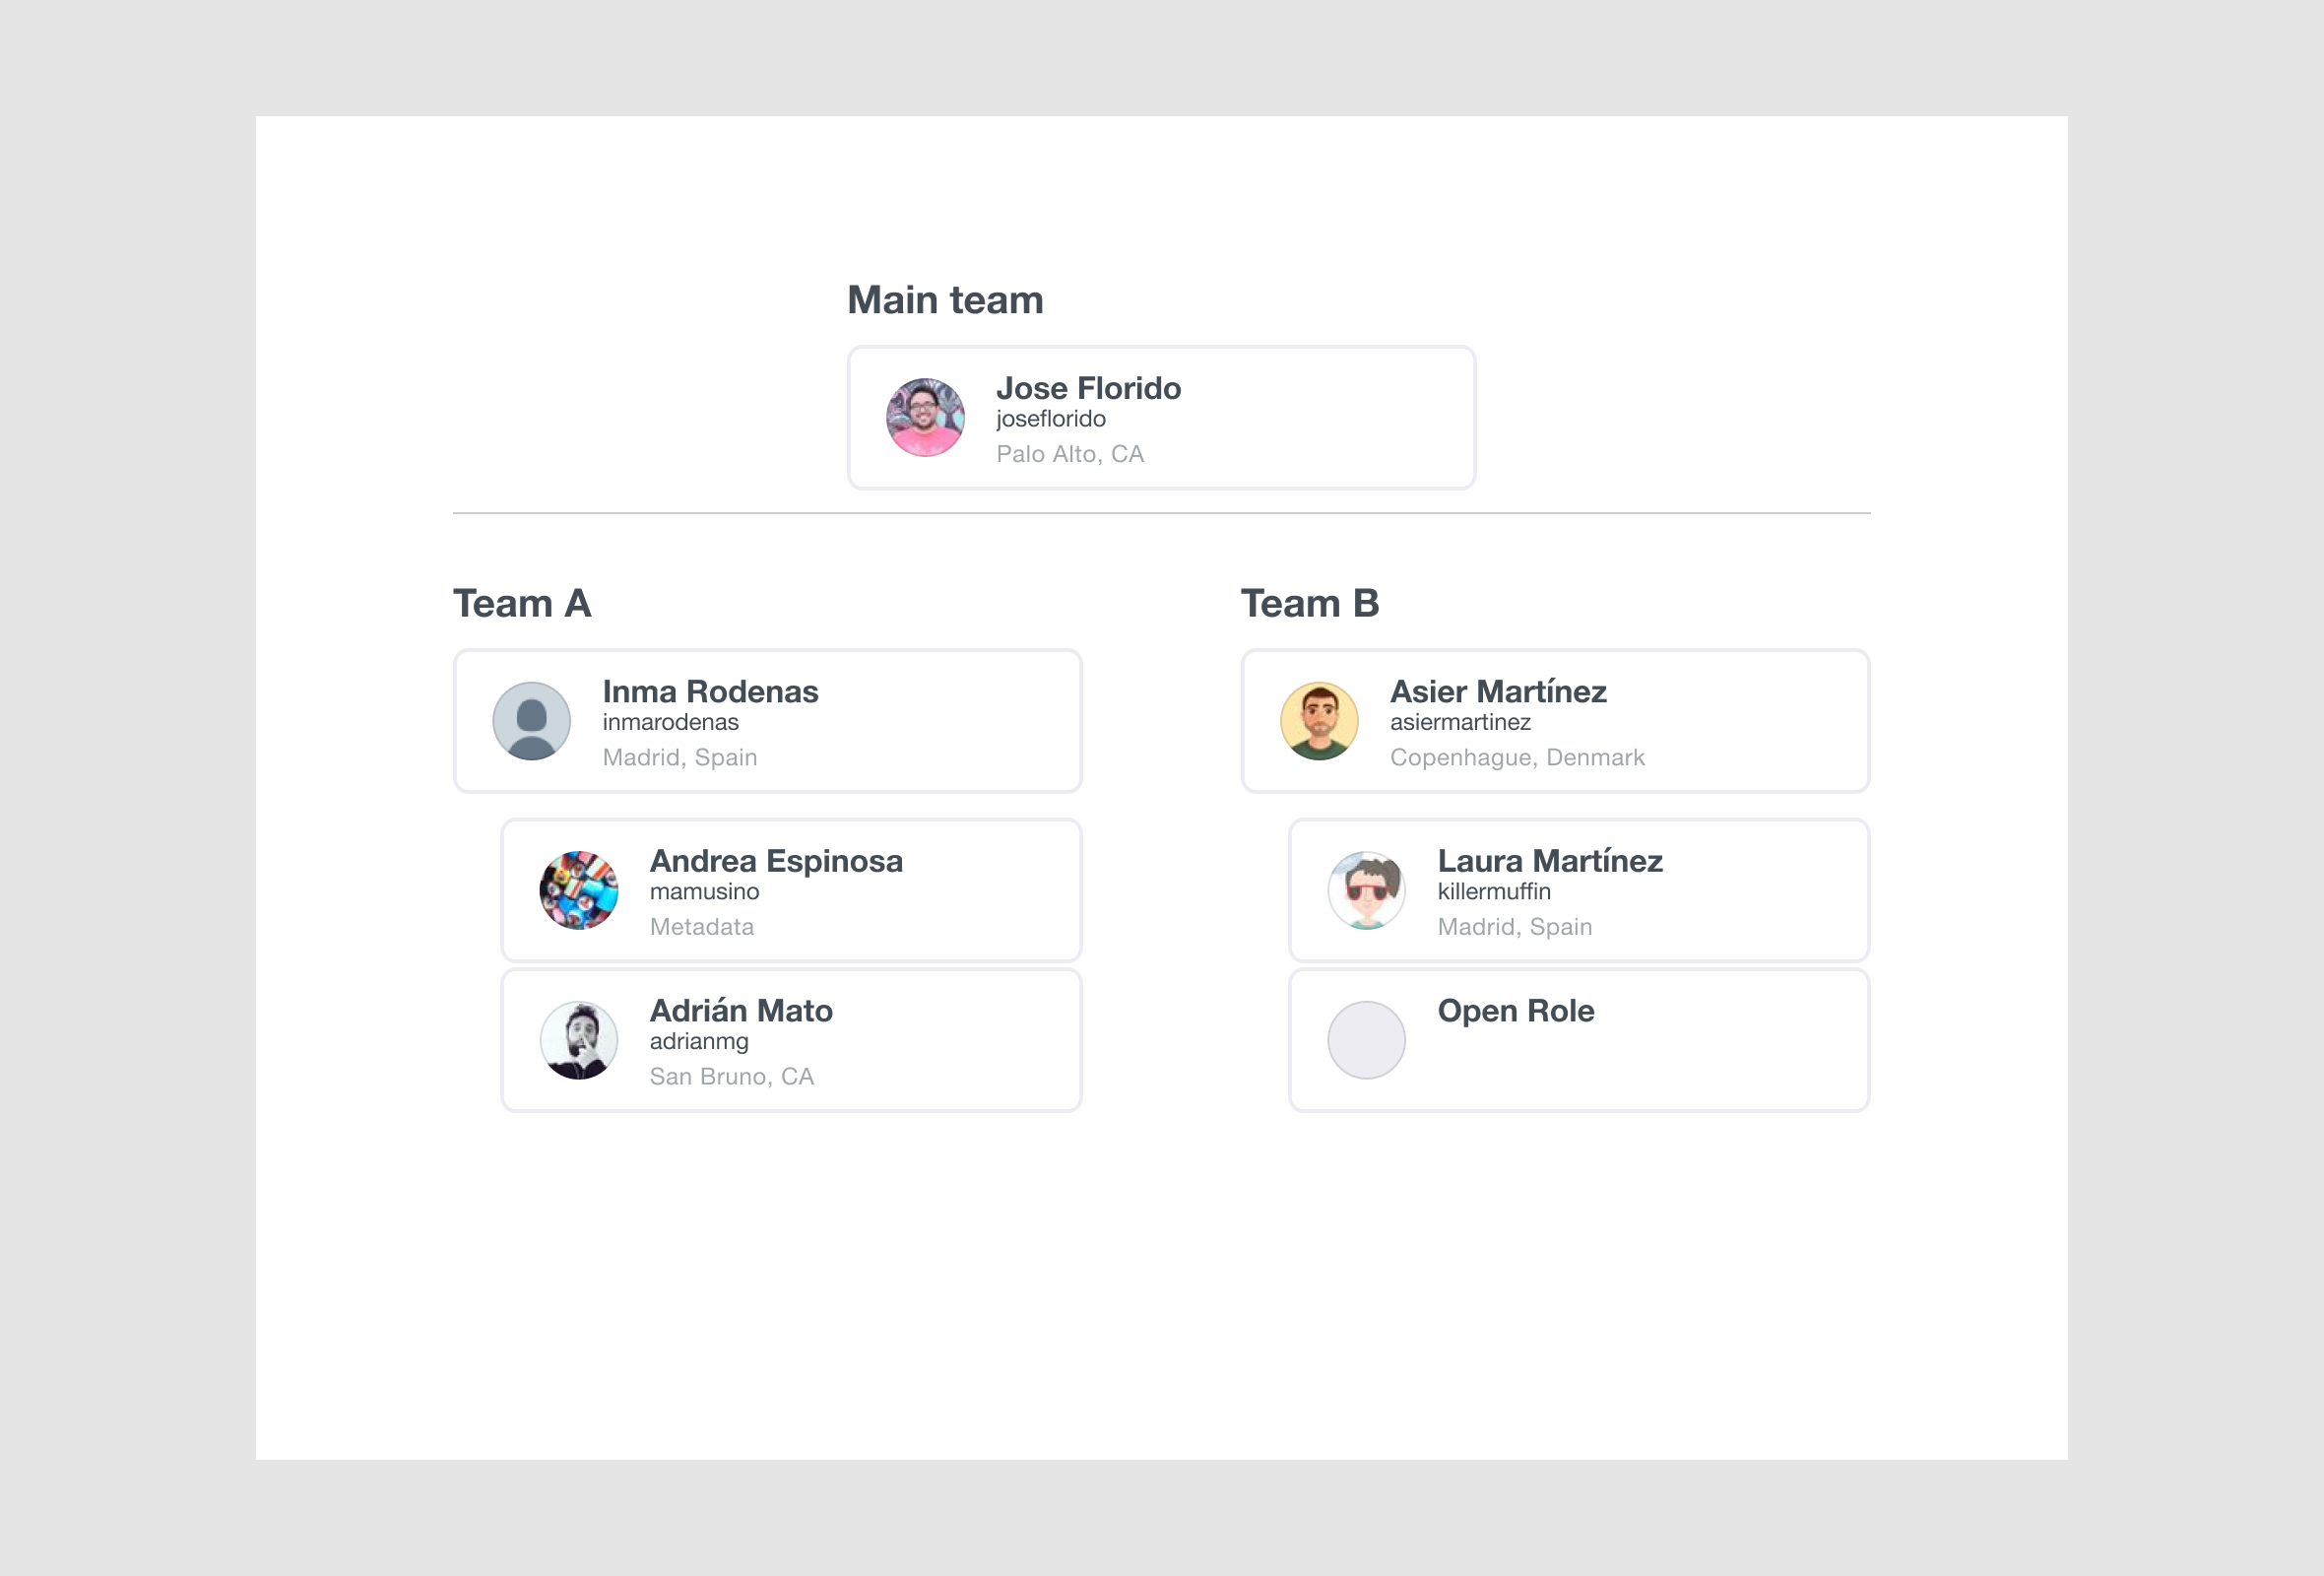 Main team
Jose Florido
joseflorido
Palo Alto, CA
Team A
Inma Rodenas
inmarodenas
Madrid, Spain
Andrea Espinosa
mamusino
Metadata
Adrián Mato
adrianmg
San Bruno, CA
Team B
Asier Martínez
asiermartinez
Copenhague, Denmark
Laura Martínez
killermuffin
Madrid, Spain
Open Role